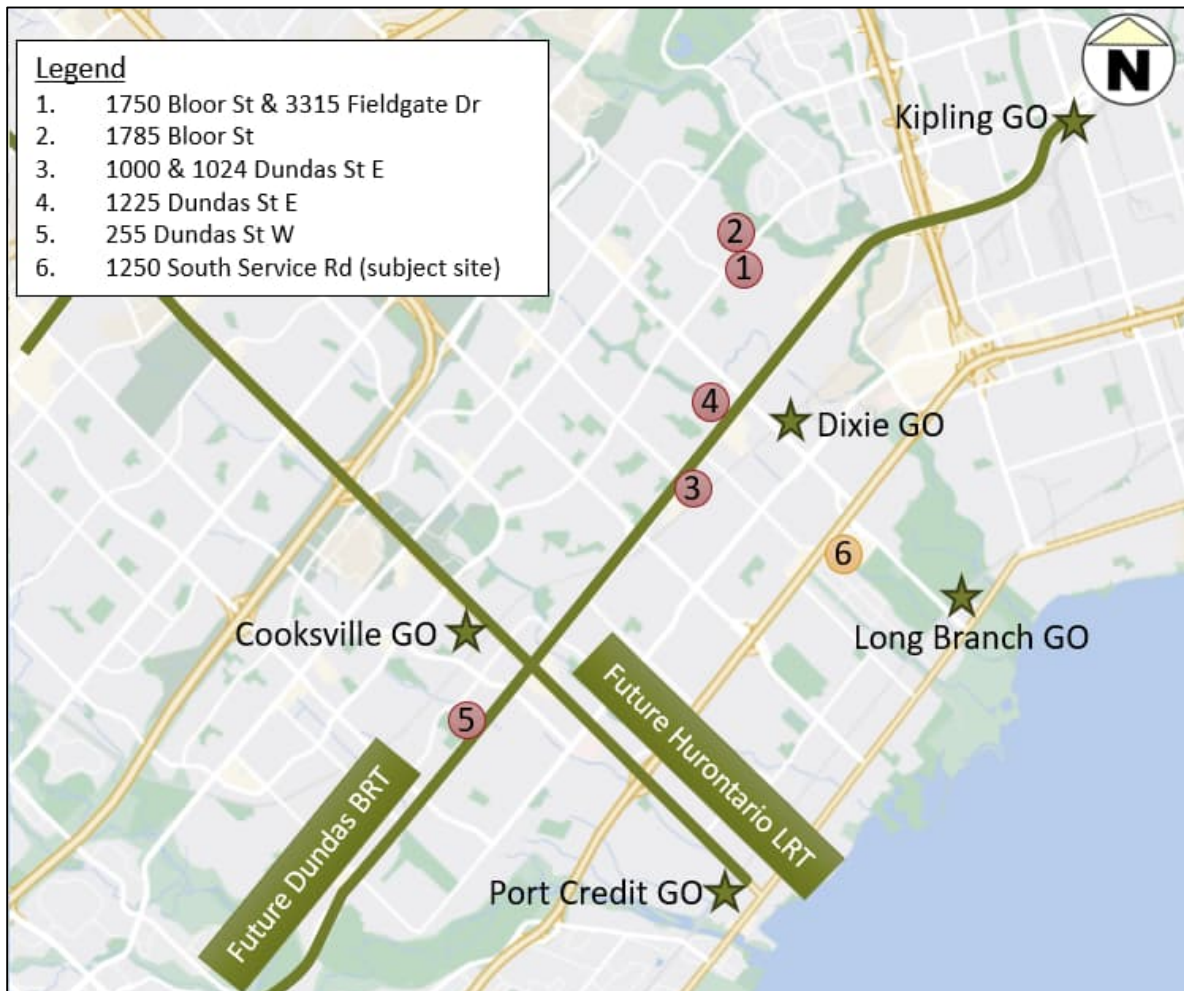 Legend
1. 1750 Bloor St & 3315 Fieldgate Dr
2. 1785 Bloor St
3. 1000 & 1024 Dundas St E
4. 1225 Dundas St E
5. 255 Dundas St W
6. 1250 South Service Rd (subject site)
N
Kipling GO
2
1
4
Dixie GO
3
6
Long Branch GO
Cooksville GO
5
Future Hurontario LRT
Future Dundas BRT
Port Credit GO